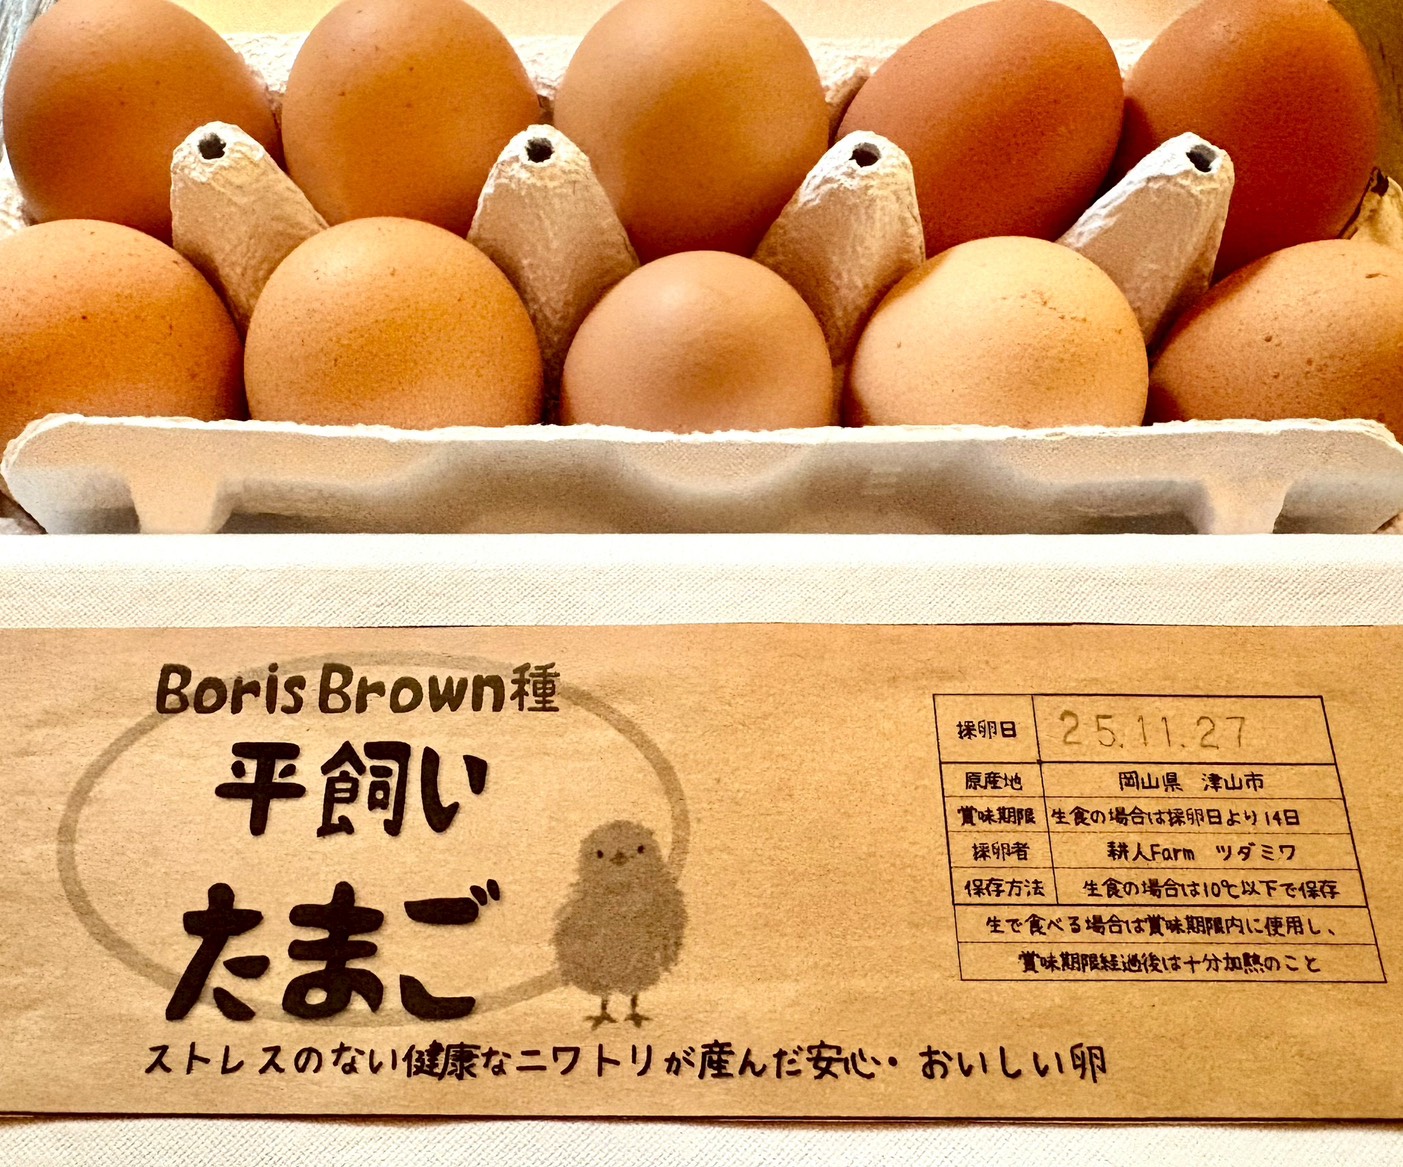 Boris Brown種
平飼い
たまご
ストレスのない健康なニワトリが産んだ安心・おいしい卵
採卵日 25.11.27
原産地 岡山県 津山市
賞味期限 生食の場合は採卵日より14日
採卵者 耕人Farm ツダミワ
保存方法 生食の場合は10℃以下で保存
生で食べる場合は賞味期限内に使用し、
賞味期限経過後は十分加熱のこと